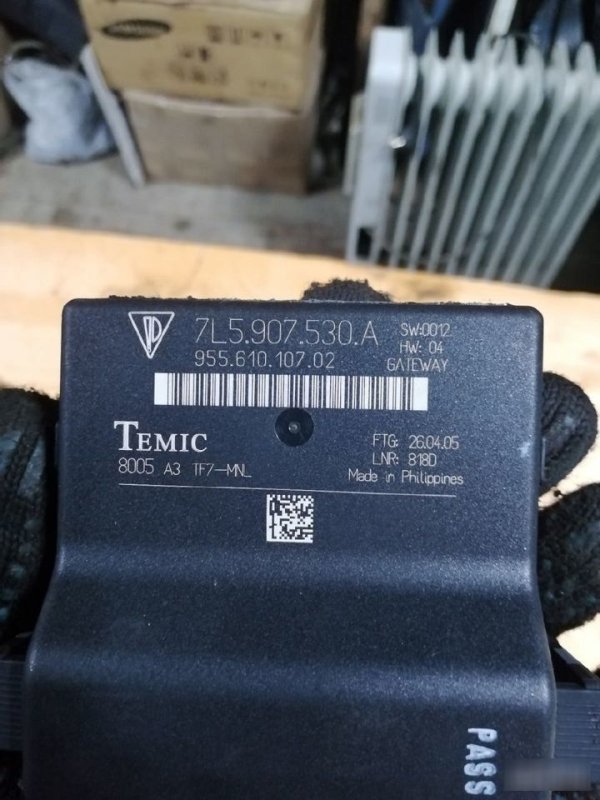 SAMSUNG
7L5.907.530.A
SW:0012
955.610.107.02
HW: 04
GATEWAY
TEMIC
FTG: 26.04.05
8005 A3 TF7-MNL
LNR: 818D
Made in Philippines
PASS